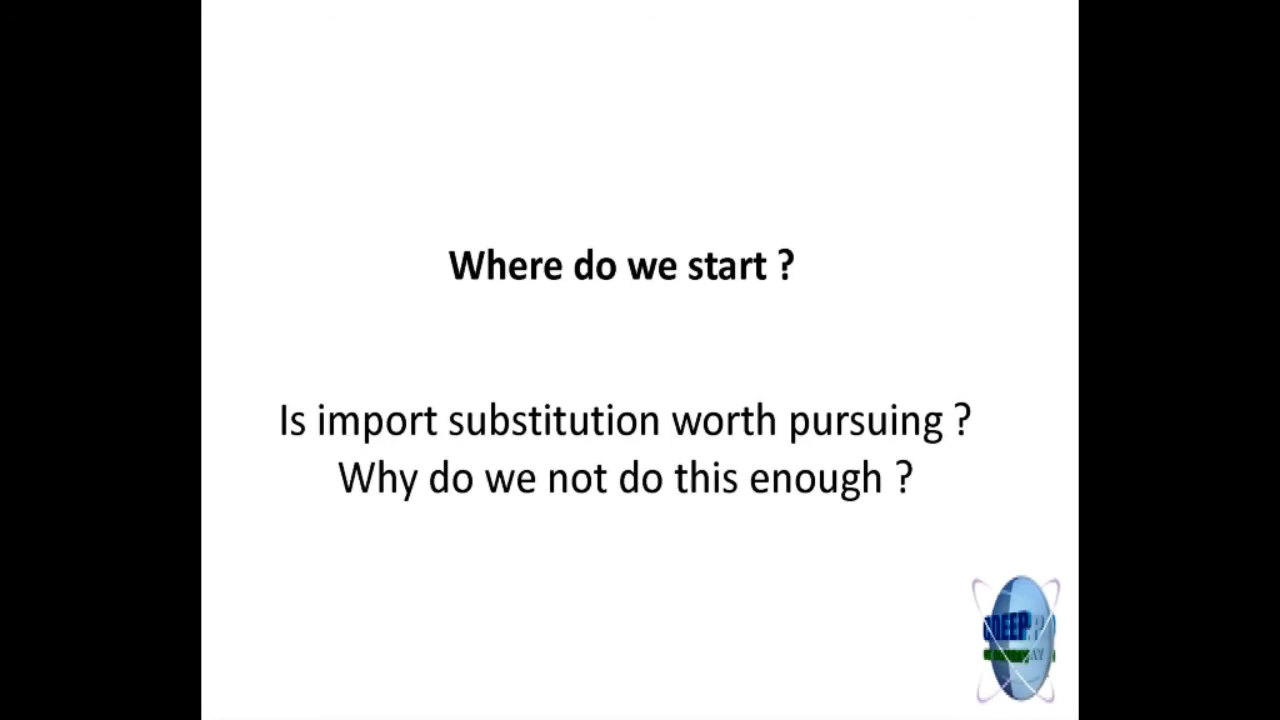 Where do we start ?
Is import substitution worth pursuing ?
Why do we not do this enough ?